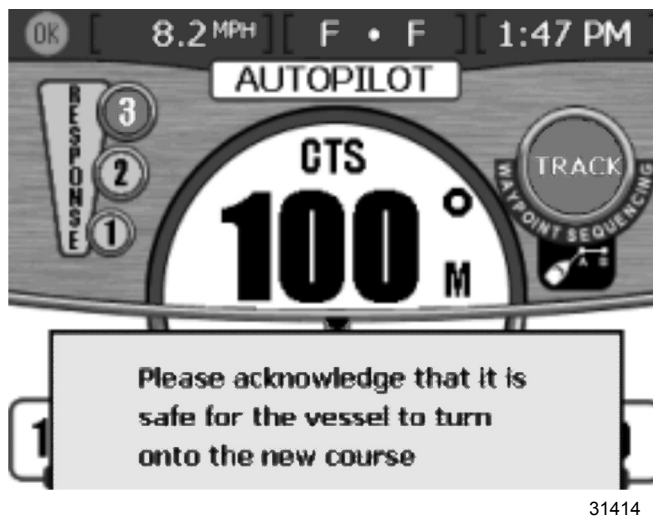 OK [ 8.2 MPH ][ F • F ][ 1:47 PM ]
AUTOPILOT
RESPONSE
3
2
1
CTS
100°
M
TRACK
WAYPOINT SEQUENCING
A B
Please acknowledge that it is
safe for the vessel to turn
onto the new course
1
31414